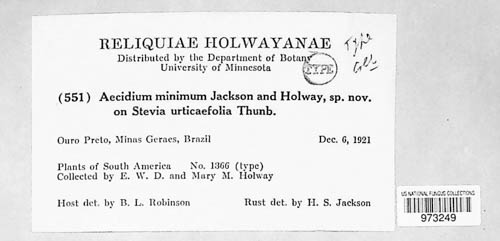 RELIQUIAE HOLWAYANAE
Type
Distributed by the Department of Botany
University of Minnesota
TYPE
(551) Aecidium minimum Jackson and Holway, sp. nov.
on Stevia urticaefolia Thunb.
Ouro Preto, Minas Geraes, Brazil Dec. 6, 1921
Plants of South America No. 1366 (type)
Collected by E. W. D. and Mary M. Holway
Host det. by B. L. Robinson Rust det. by H. S. Jackson
US NATIONAL FUNGUS COLLECTIONS
973249